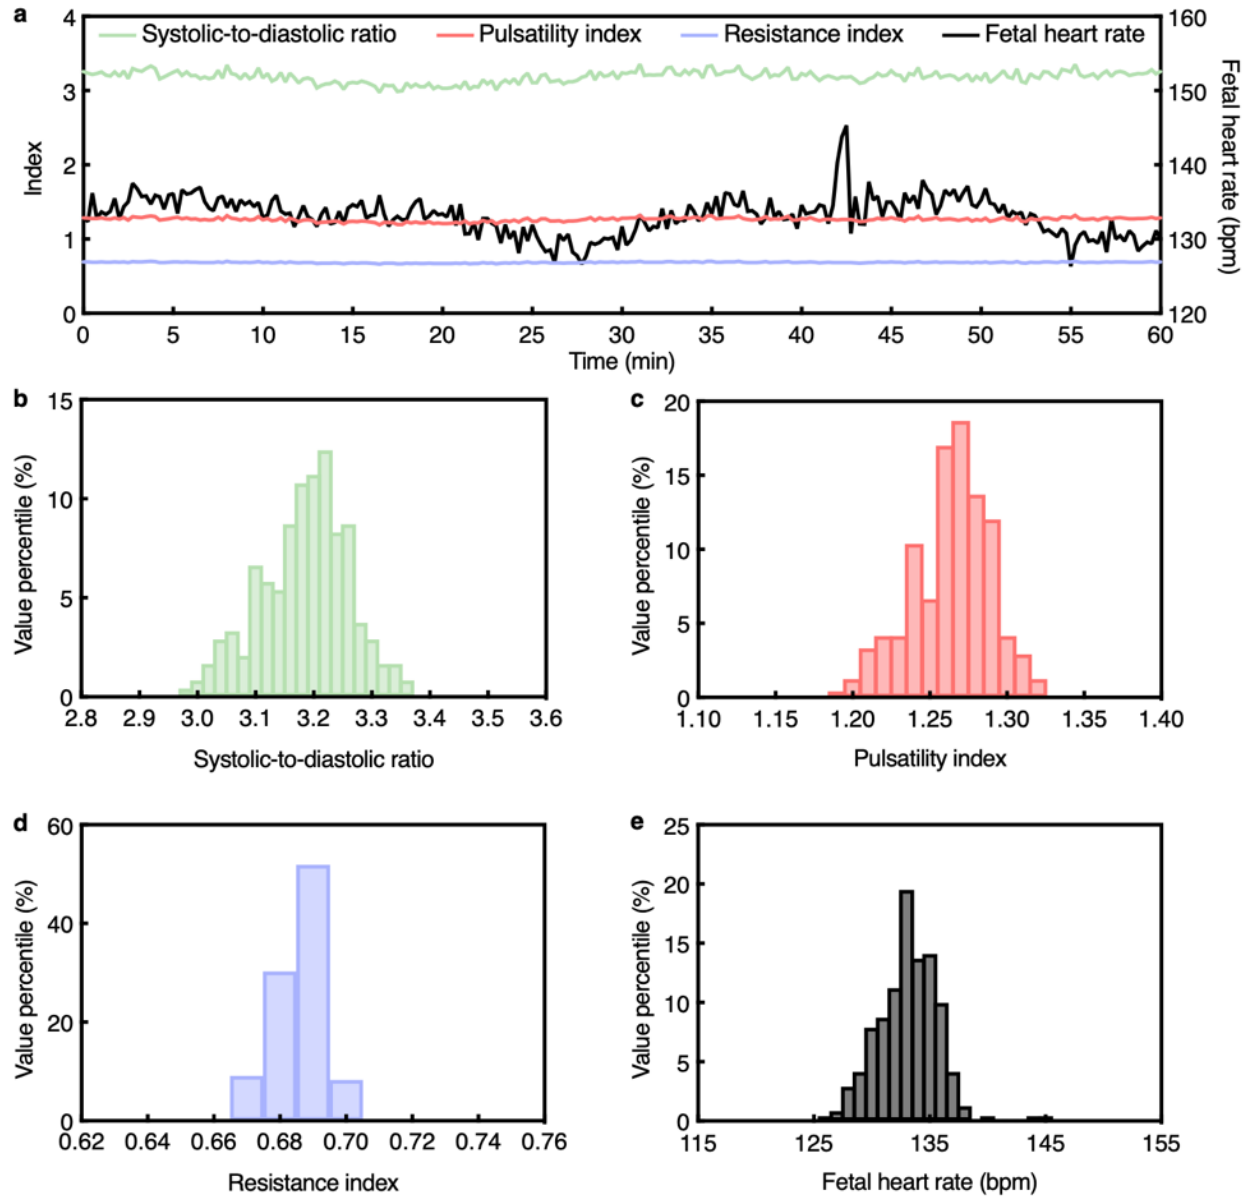 a
Systolic-to-diastolic ratio Pulsatility index Resistance index Fetal heart rate
4 3 2 1 0
Index
160 150 140 130 120
Fetal heart rate (bpm)
0 5 10 15 20 25 30 35 40 45 50 55 60
Time (min)
b
15 10 5 0
Value percentile (%)
2.8 2.9 3.0 3.1 3.2 3.3 3.4 3.5 3.6
Systolic-to-diastolic ratio
c
20 15 10 5 0
Value percentile (%)
1.10 1.15 1.20 1.25 1.30 1.35 1.40
Pulsatility index
d
60 40 20 0
Value percentile (%)
0.62 0.64 0.66 0.68 0.70 0.72 0.74 0.76
Resistance index
e
25 20 15 10 5 0
Value percentile (%)
115 125 135 145 155
Fetal heart rate (bpm)